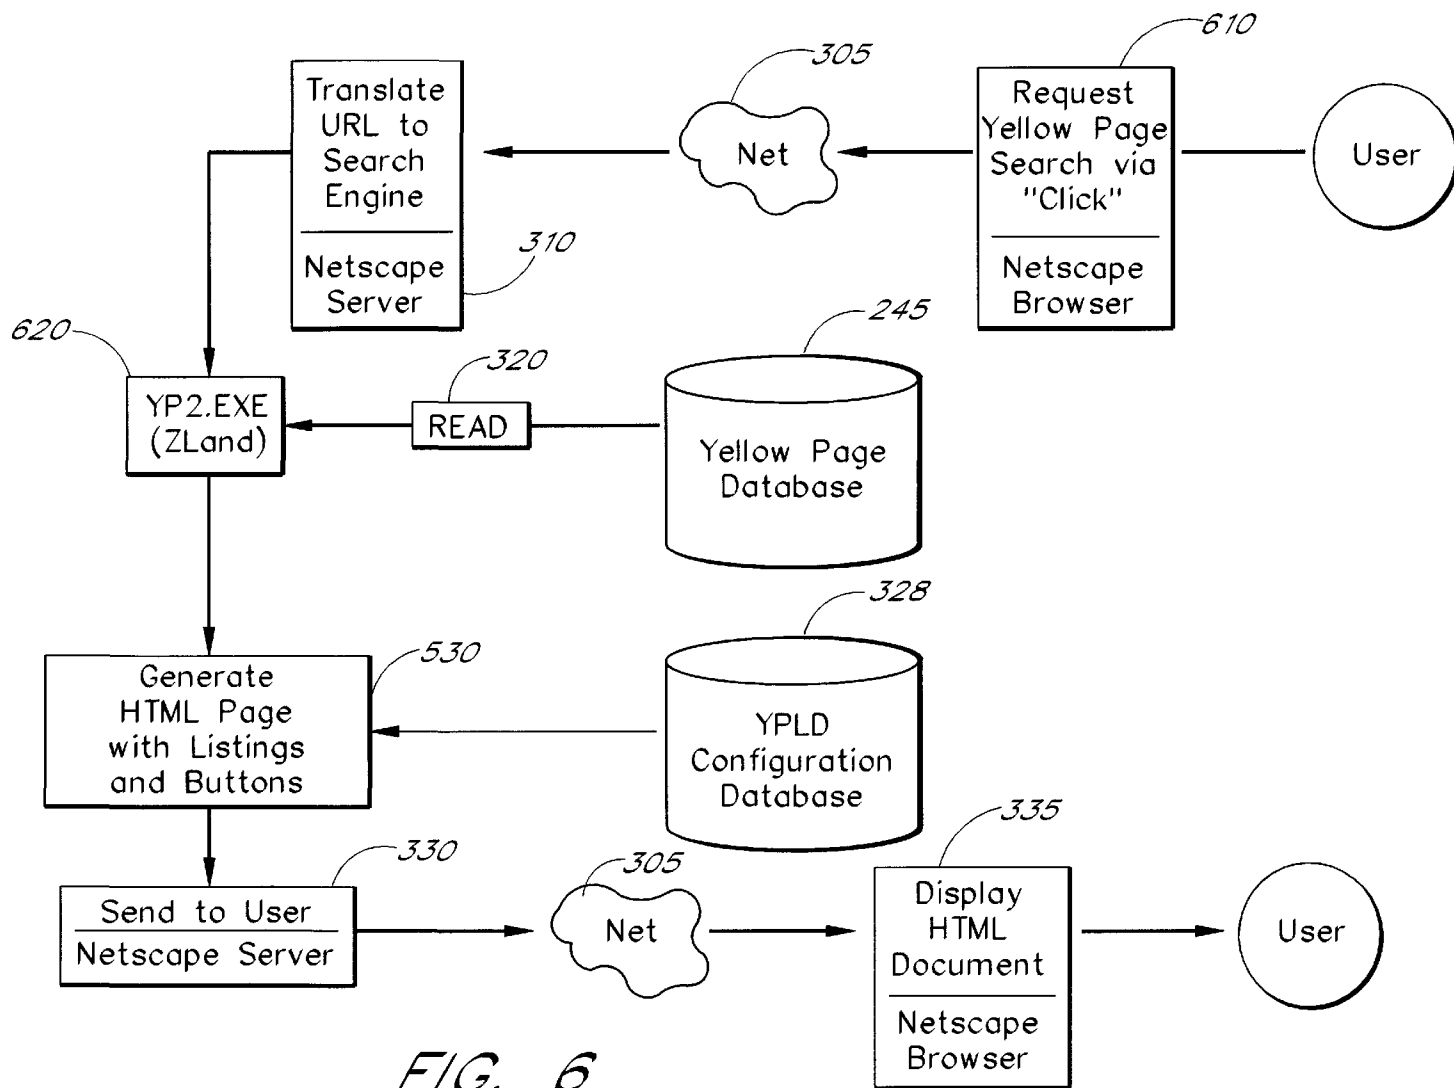 610
305
Translate
URL to
Search
Engine
Netscape
Server
310
Net
Request
Yellow Page
Search via
"Click"
Netscape
Browser
User
620
YP2.EXE
(ZLand)
320
READ
245
Yellow Page
Database
530
Generate
HTML Page
with Listings
and Buttons
328
YPLD
Configuration
Database
330
Send to User
Netscape Server
305
Net
335
Display
HTML
Document
Netscape
Browser
User
FIG. 6